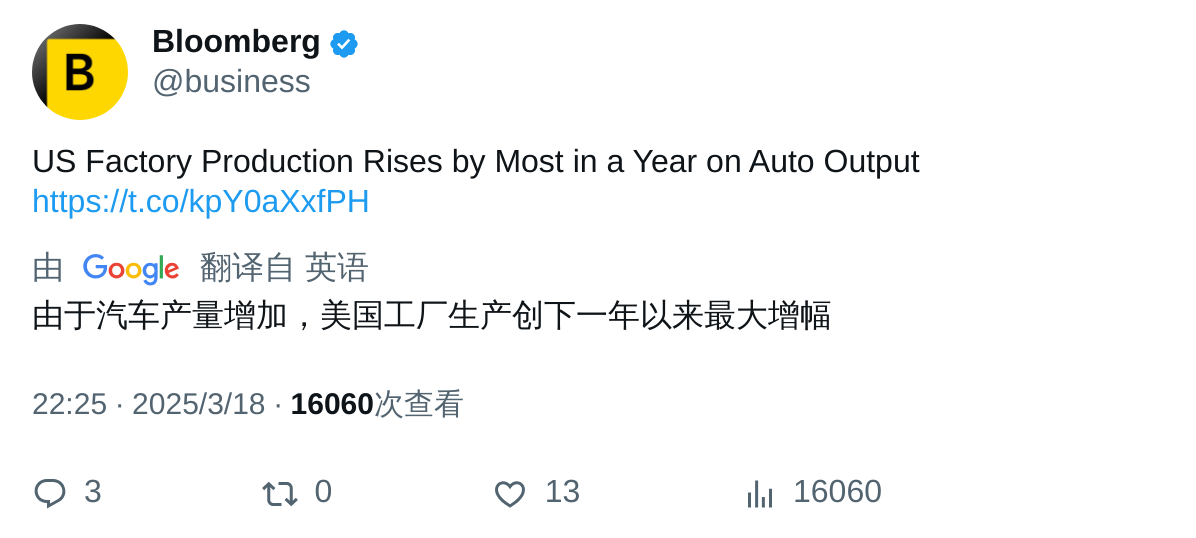 B
Bloomberg
@business
US Factory Production Rises by Most in a Year on Auto Output
https://t.co/kpY0aXxfPH
由 Google 翻译自 英语
由于汽车产量增加，美国工厂生产创下一年以来最大增幅
22:25 · 2025/3/18 · 16060次查看
3 0 13 16060